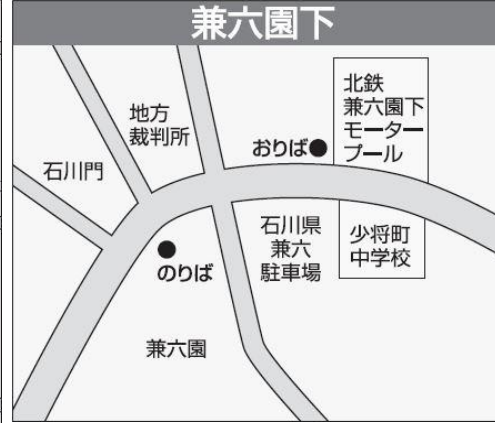 兼六園下
北鉄
兼六園下
モーター
プール
地方
裁判所
おりば
石川門
石川県
兼六
駐車場
少将町
中学校
のりば
兼六園